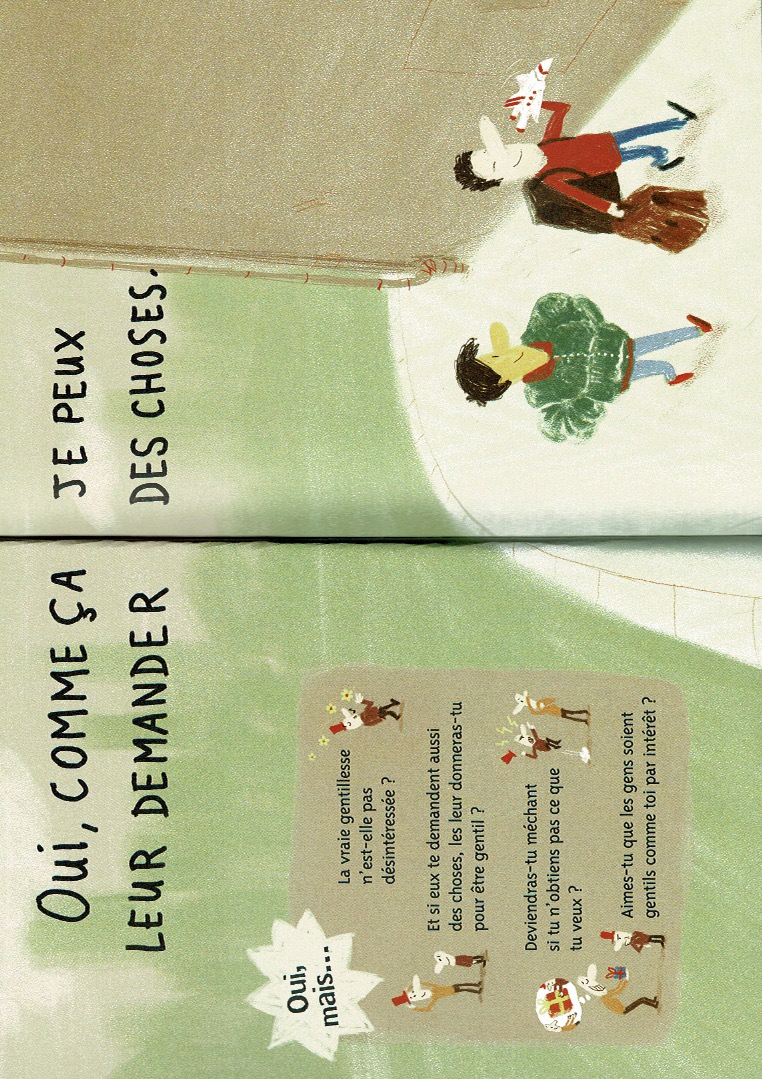 Oui, COMME ÇA JE PEUX
LEUR DEMANDER DES CHOSES.
Oui,
mais...
La vraie gentillesse
n'est-elle pas
désintéressée ?
Et si eux te demandent aussi
des choses, les leur donneras-tu
pour être gentil ?
Deviendras-tu méchant
si tu n'obtiens pas ce que
tu veux ?
Aimes-tu que les gens soient
gentils comme toi par intérêt ?